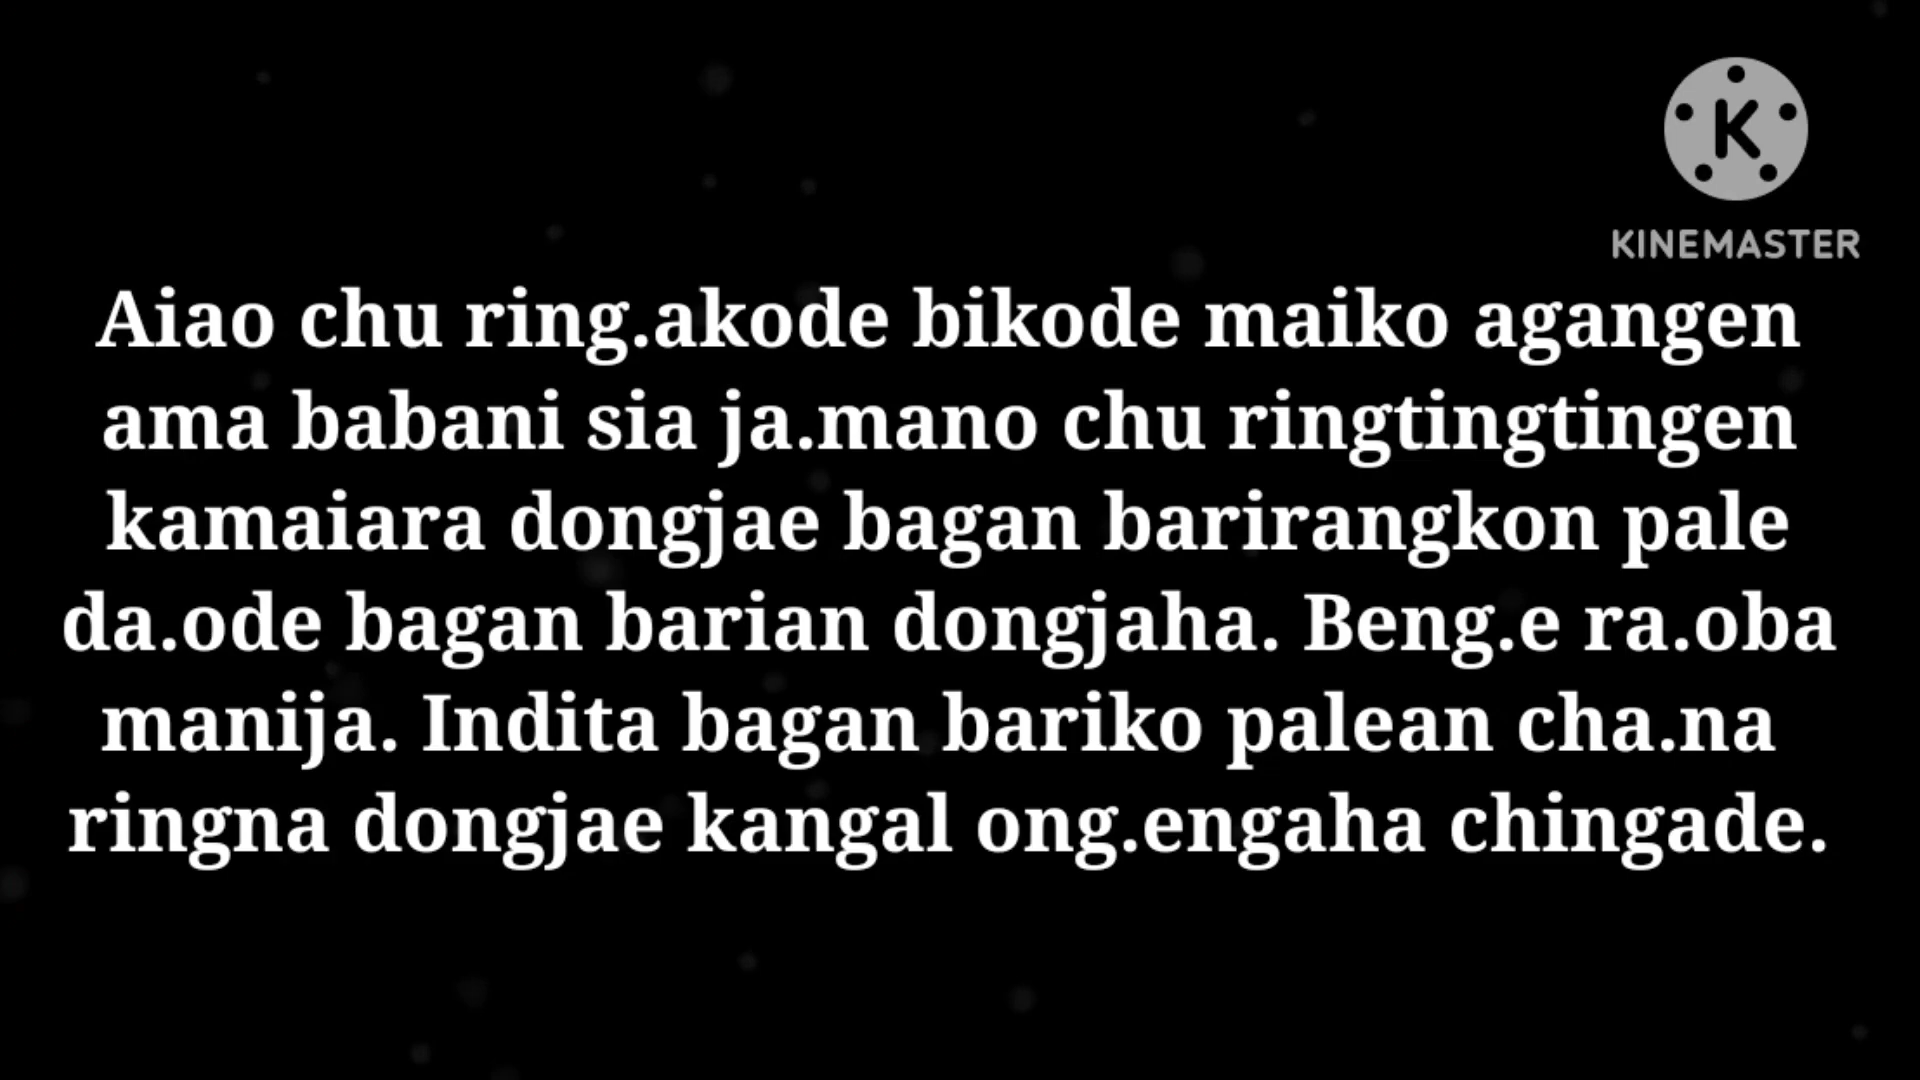 KINEMASTER
Aiao chu ring.akode bikode maiko agangen
ama babani sia ja.mano chu ringtingtingen
kamaiara dongjae bagan barirangkon pale
da.ode bagan barian dongjaha. Beng.e ra.oba
manija. Indita bagan bariko palean cha.na
ringna dongjae kangal ong.engaha chingade.